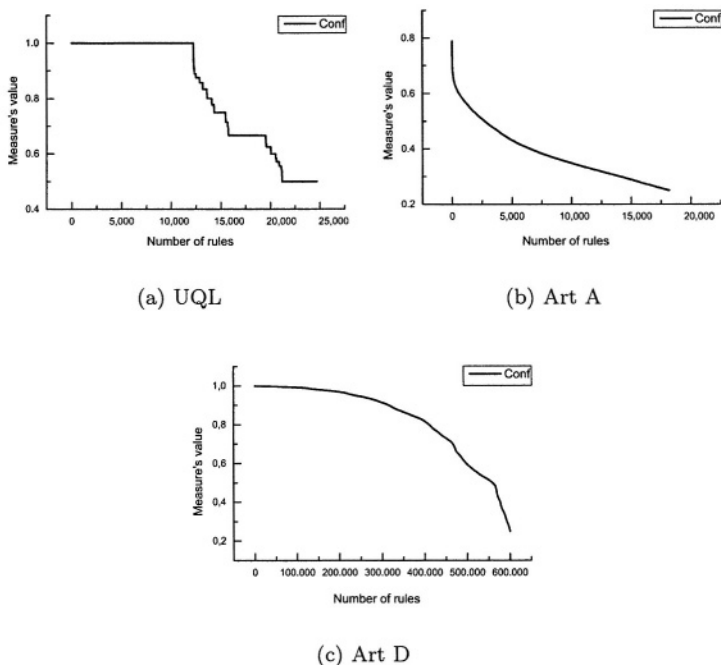 Conf
1.0
0.8
0.6
0.4
Measure's value
0
5,000
10,000
15,000
20,000
25,000
Number of rules
(a) UQL
Conf
0.8
0.6
0.4
0.2
Measure's value
0
5,000
10,000
15,000
20,000
Number of rules
(b) Art A
Conf
1,0
0,8
0,6
0,4
0,2
Measure's value
0
100.000
200.000
300.000
400.000
500.000
600.000
Number of rules
(c) Art D